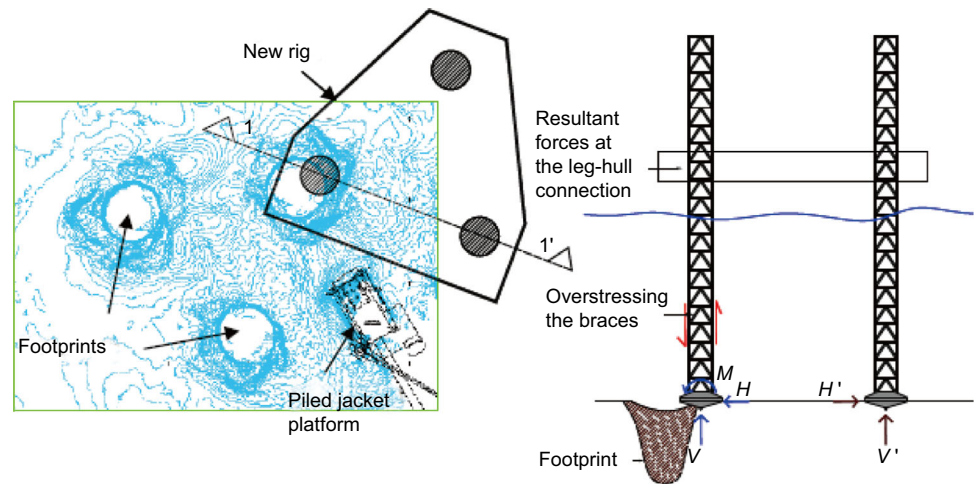 New rig
1
1'
Footprints
Piled jacket
platform
Resultant
forces at
the leg-hull
connection
Overstressing
the braces
M
H
H'
V
V'
Footprint